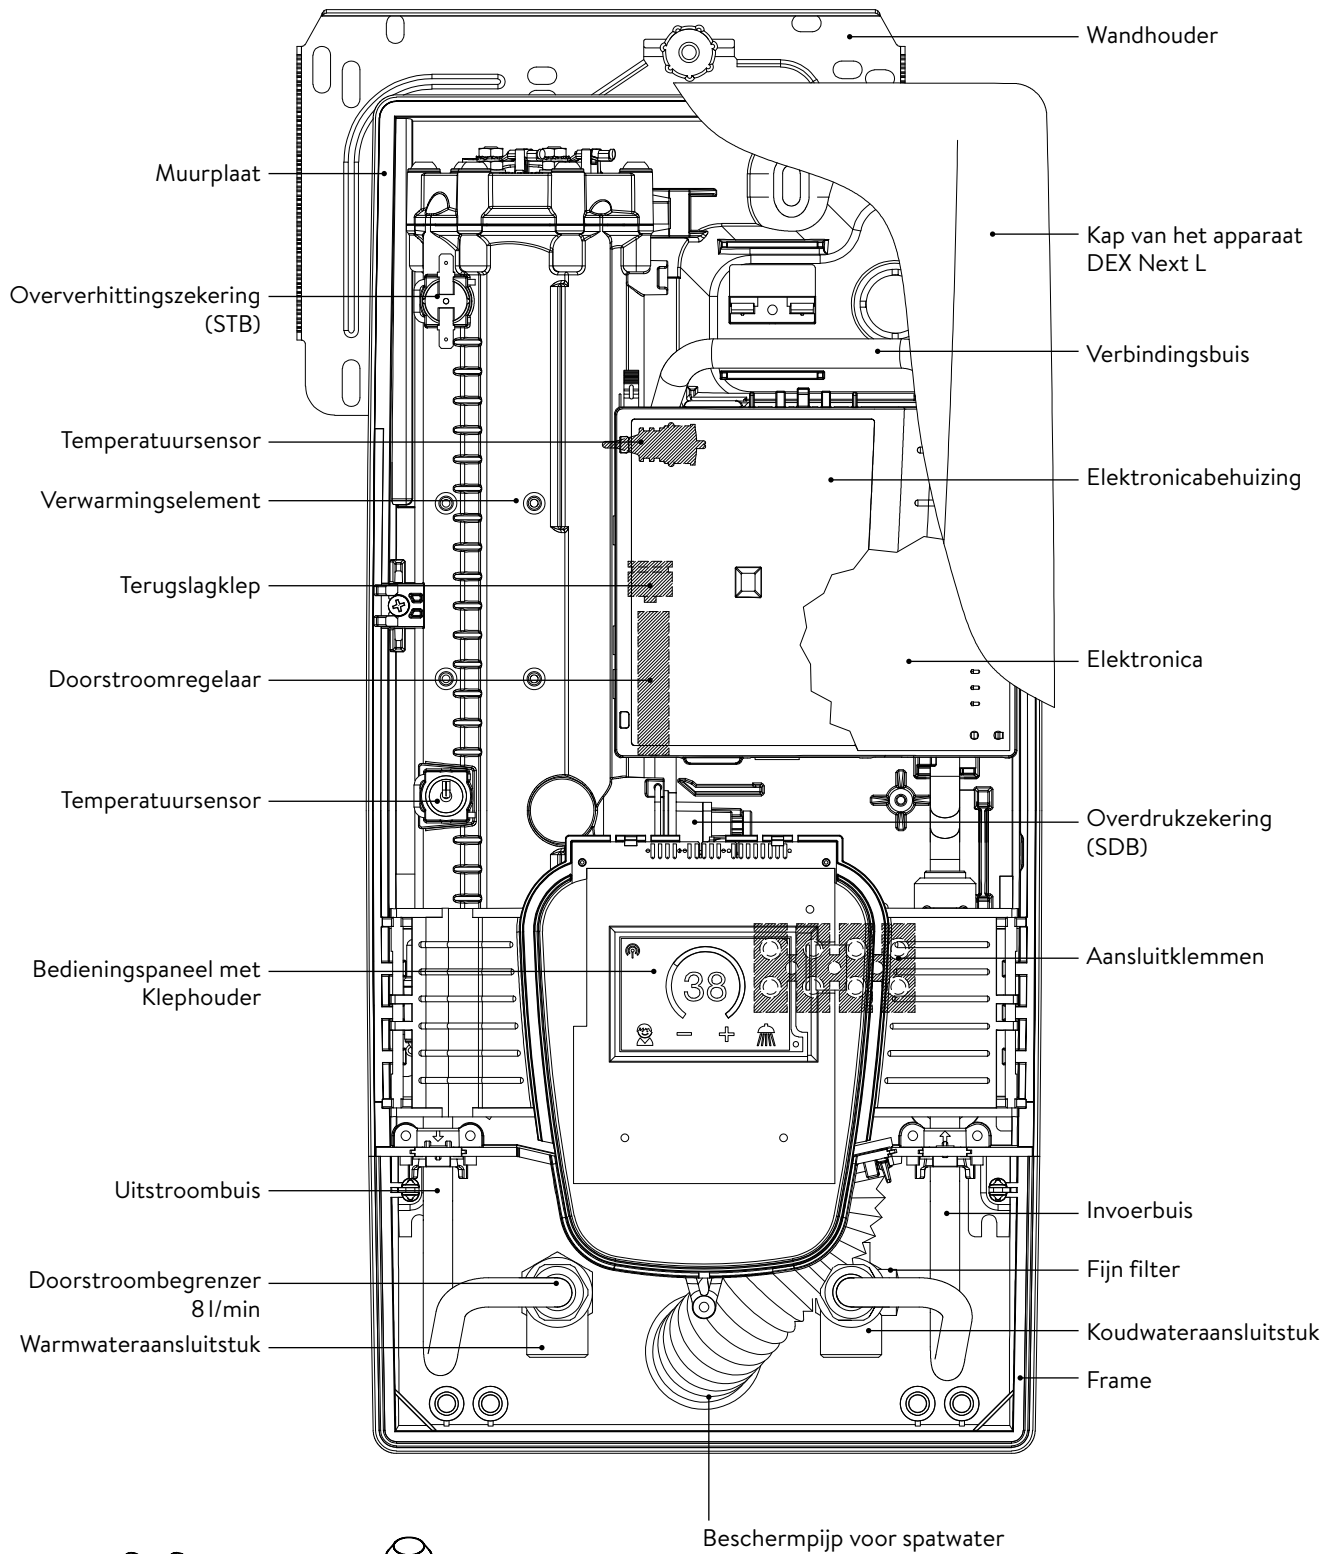 Wandhouder
Muurplaat
Kap van het apparaat
DEX Next L
Oververhittingszekering
(STB)
Verbindingsbuis
Temperatuursensor
Elektronicabehuizing
Verwarmingselement
Terugslagklep
Elektronica
Doorstroomregelaar
Temperatuursensor
Overdrukzekering
(SDB)
Aansluitklemmen
Bedieningspaneel met
Klephouder
38
Uitstroombuis
Invoerbuis
Fijn filter
Doorstroombegrenzer
8 l/min
Koudwateraansluitstuk
Warmwateraansluitstuk
Frame
Beschermpijp voor spatwater